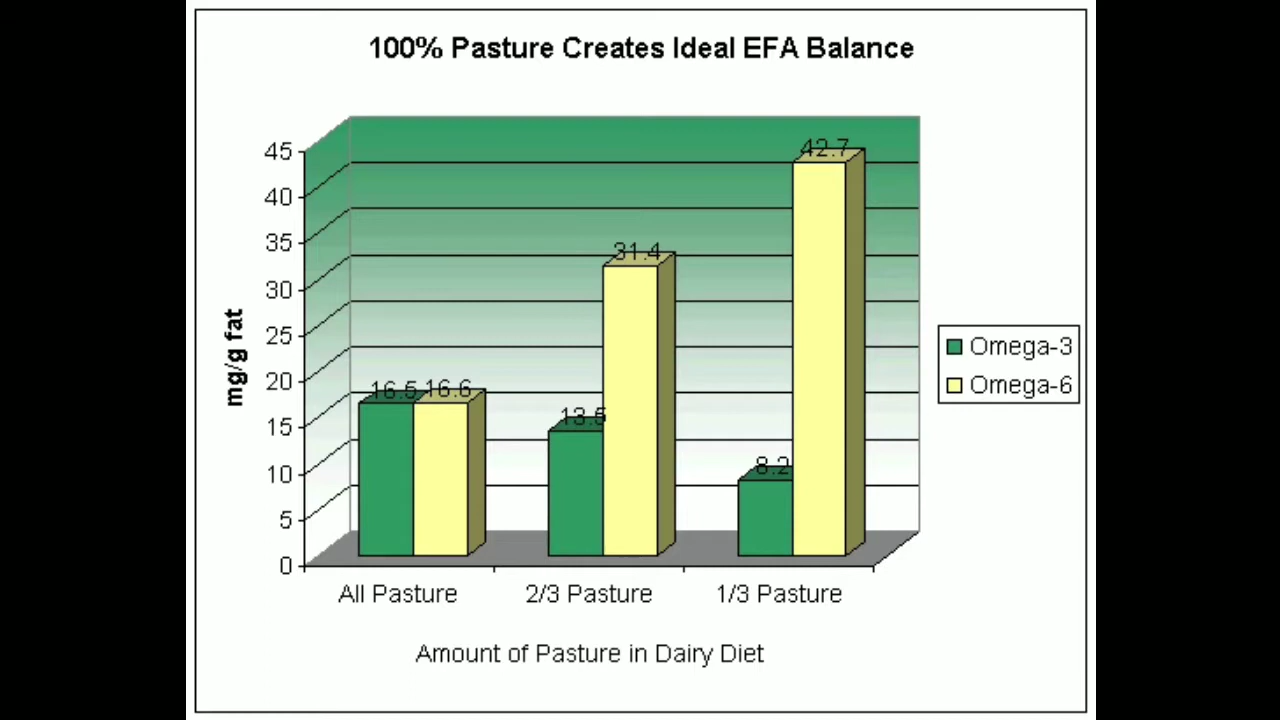 100% Pasture Creates Ideal EFA Balance
45
40
35
30
25
20
15
10
5
0
mg/g fat
16.5
16.6
13.5
31.4
8.2
42.7
All Pasture
2/3 Pasture
1/3 Pasture
Amount of Pasture in Dairy Diet
Omega-3
Omega-6